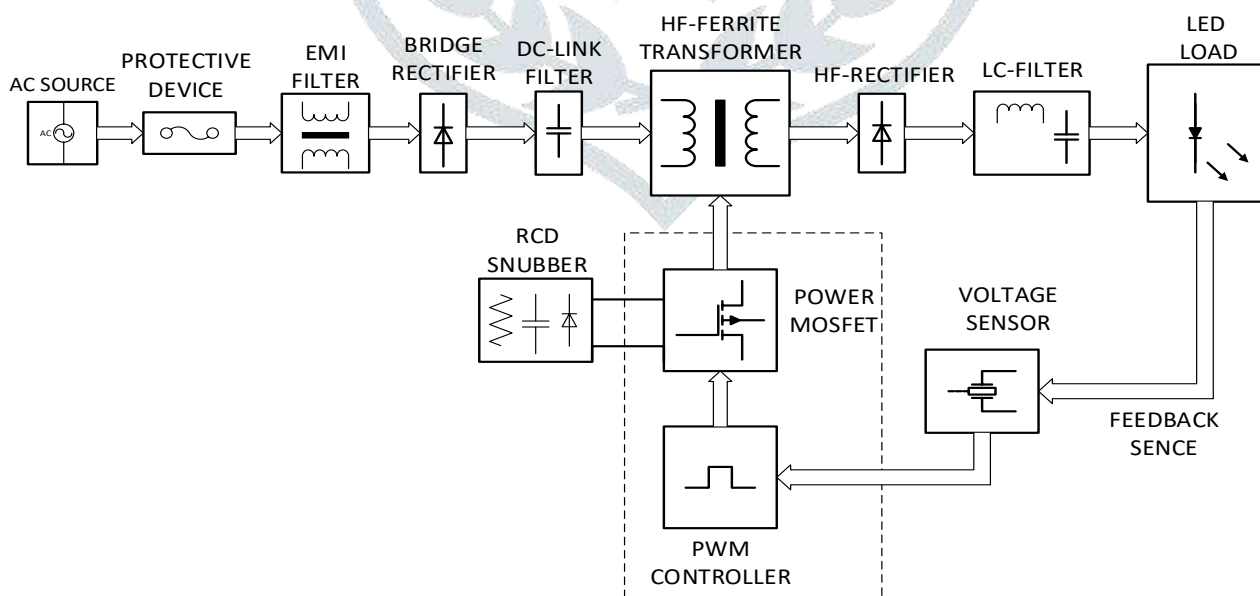 AC SOURCE
AC
PROTECTIVE
DEVICE
EMI
FILTER
BRIDGE
RECTIFIER
DC-LINK
FILTER
HF-FERRITE
TRANSFORMER
HF-RECTIFIER
LC-FILTER
LED
LOAD
RCD
SNUBBER
POWER
MOSFET
VOLTAGE
SENSOR
FEEDBACK
SENCE
PWM
CONTROLLER